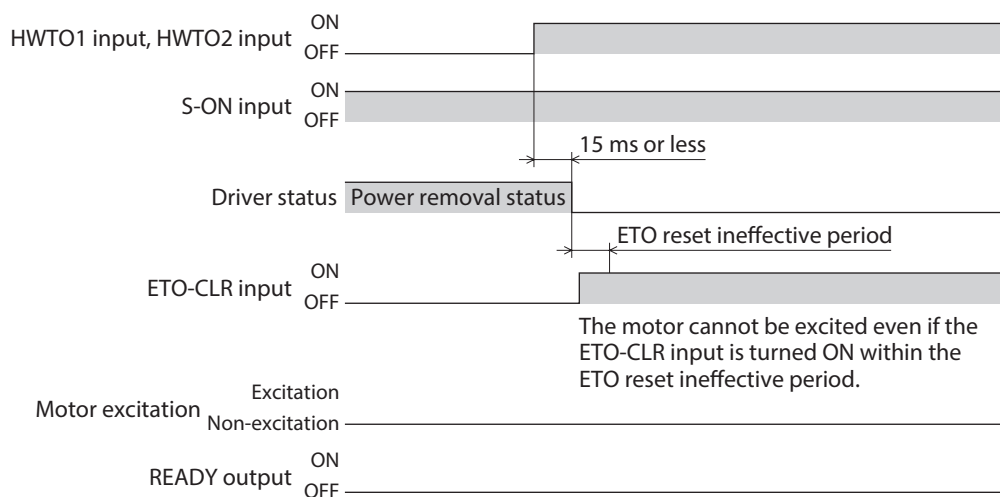 HWTO1 input, HWTO2 input
ON
OFF
S-ON input
ON
OFF
15 ms or less
Driver status
Power removal status
ETO reset ineffective period
ETO-CLR input
ON
OFF
The motor cannot be excited even if the
ETO-CLR input is turned ON within the
ETO reset ineffective period.
Motor excitation
Excitation
Non-excitation
READY output
ON
OFF